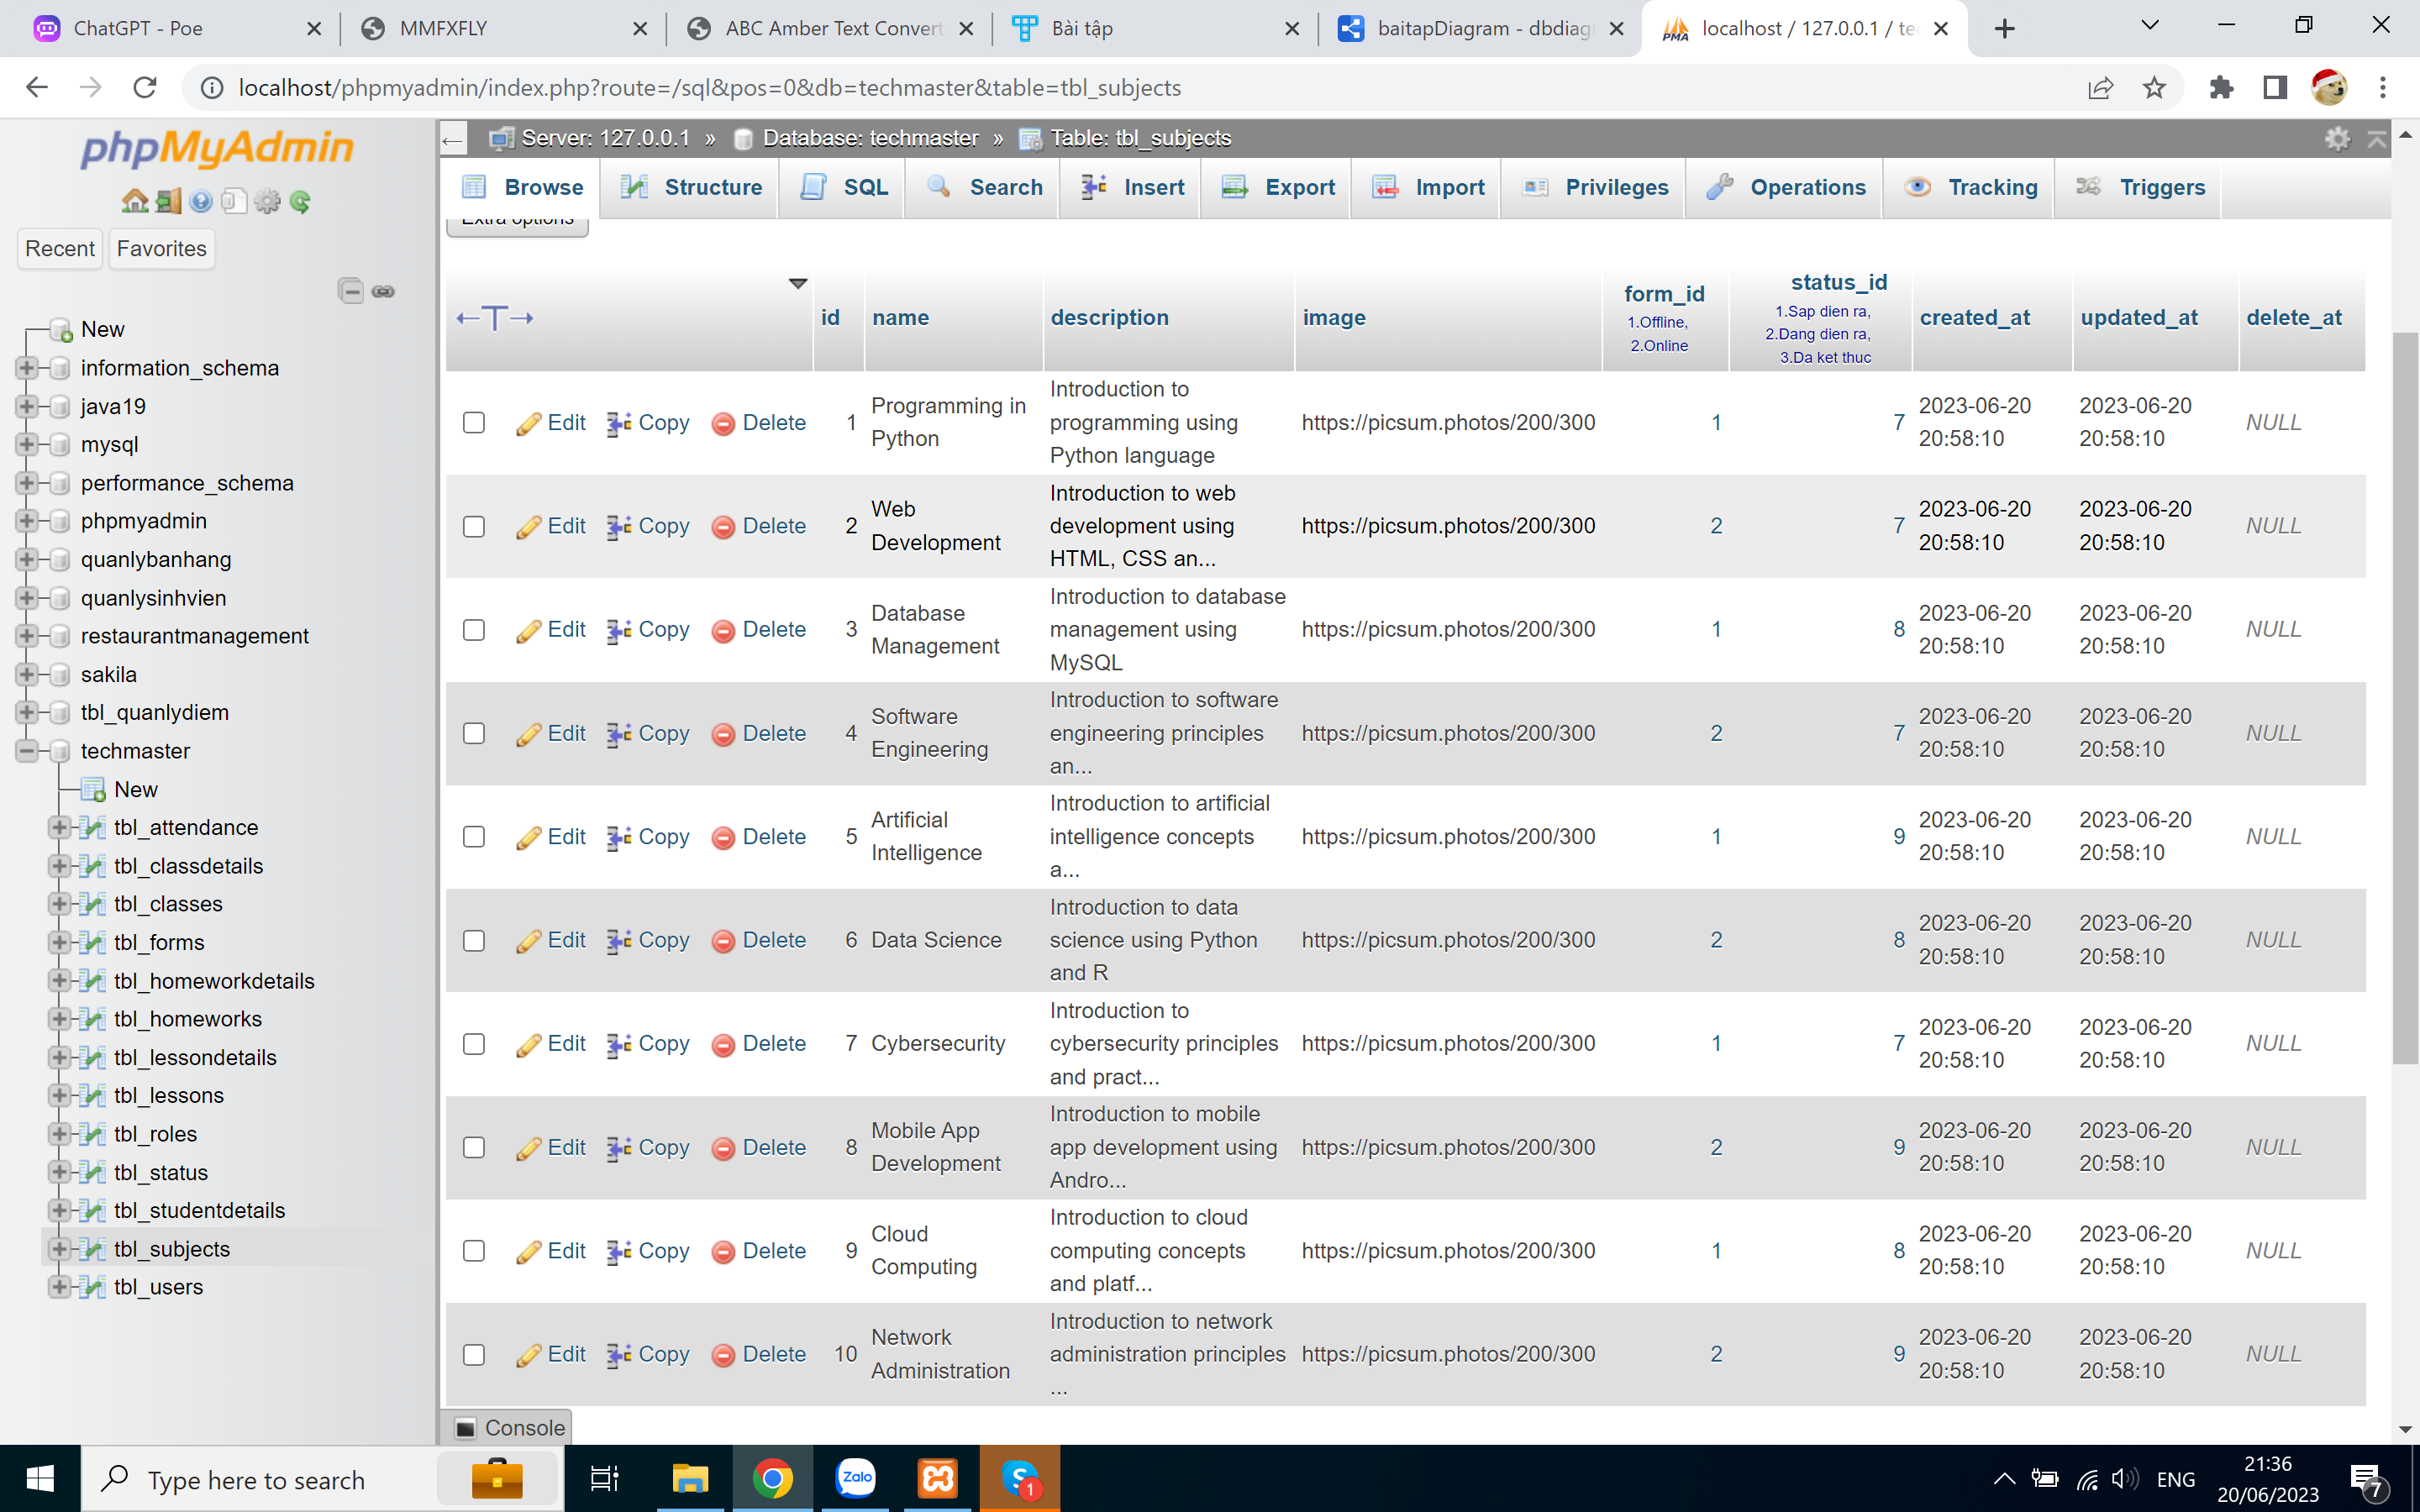 ChatGPT - Poe
MMFXFLY
ABC Amber Text Convert
Bài tập
baitapDiagram - dbdiag
localhost / 127.0.0.1 / te
localhost/phpmyadmin/index.php?route=/sql&pos=0&db=techmaster&table=tbl_subjects
phpMyAdmin
Recent
Favorites
New
information_schema
java19
mysql
performance_schema
phpmyadmin
quanlybanhang
quanlysinhvien
restaurantmanagement
sakila
tbl_quanlydiem
techmaster
New
tbl_attendance
tbl_classdetails
tbl_classes
tbl_forms
tbl_homeworkdetails
tbl_homeworks
tbl_lessondetails
tbl_lessons
tbl_roles
tbl_status
tbl_studentdetails
tbl_subjects
tbl_users
Server: 127.0.0.1 » Database: techmaster » Table: tbl_subjects
Browse Structure SQL Search Insert Export Import Privileges Operations Tracking Triggers
Extra options
id name description image form_id status_id created_at updated_at delete_at
1.Offline,
2.Online
1.Sap dien ra,
2.Dang dien ra,
3.Da ket thuc
Edit Copy Delete 1 Programming in Python Introduction to programming using Python language https://picsum.photos/200/300 1 7 2023-06-20 20:58:10 2023-06-20 20:58:10 NULL
Edit Copy Delete 2 Web Development Introduction to web development using HTML, CSS an... https://picsum.photos/200/300 2 7 2023-06-20 20:58:10 2023-06-20 20:58:10 NULL
Edit Copy Delete 3 Database Management Introduction to database management using MySQL https://picsum.photos/200/300 1 8 2023-06-20 20:58:10 2023-06-20 20:58:10 NULL
Edit Copy Delete 4 Software Engineering Introduction to software engineering principles an... https://picsum.photos/200/300 2 7 2023-06-20 20:58:10 2023-06-20 20:58:10 NULL
Edit Copy Delete 5 Artificial Intelligence Introduction to artificial intelligence concepts a... https://picsum.photos/200/300 1 9 2023-06-20 20:58:10 2023-06-20 20:58:10 NULL
Edit Copy Delete 6 Data Science Introduction to data science using Python and R https://picsum.photos/200/300 2 8 2023-06-20 20:58:10 2023-06-20 20:58:10 NULL
Edit Copy Delete 7 Cybersecurity Introduction to cybersecurity principles and pract... https://picsum.photos/200/300 1 7 2023-06-20 20:58:10 2023-06-20 20:58:10 NULL
Edit Copy Delete 8 Mobile App Development Introduction to mobile app development using Andro... https://picsum.photos/200/300 2 9 2023-06-20 20:58:10 2023-06-20 20:58:10 NULL
Edit Copy Delete 9 Cloud Computing Introduction to cloud computing concepts and platf... https://picsum.photos/200/300 1 8 2023-06-20 20:58:10 2023-06-20 20:58:10 NULL
Edit Copy Delete 10 Network Administration Introduction to network administration principles ... https://picsum.photos/200/300 2 9 2023-06-20 20:58:10 2023-06-20 20:58:10 NULL
Console
Type here to search
Zalo
1
ENG
21:36
20/06/2023
7